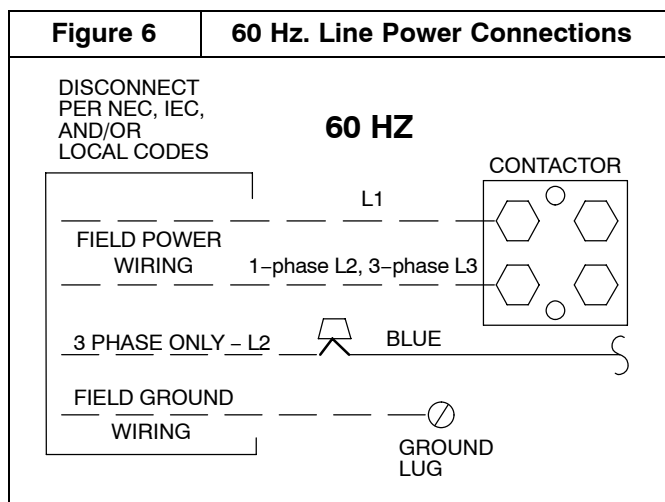 Figure 6
60 Hz. Line Power Connections
DISCONNECT
PER NEC, IEC,
AND/OR
LOCAL CODES
60 HZ
CONTACTOR
L1
FIELD POWER
WIRING
1−phase L2, 3−phase L3
3 PHASE ONLY − L2
BLUE
FIELD GROUND
WIRING
GROUND
LUG